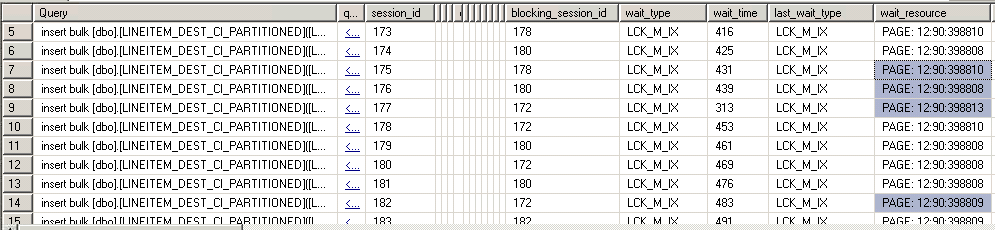 Query q... session_id blocking_session_id wait_type wait_time last_wait_type wait_resource
5 insert bulk [dbo].[LINEITEM_DEST_CI_PARTITIONED]([L... <... 173 178 LCK_M_IX 416 LCK_M_IX PAGE: 12:90:398810
6 insert bulk [dbo].[LINEITEM_DEST_CI_PARTITIONED]([L... <... 174 180 LCK_M_IX 425 LCK_M_IX PAGE: 12:90:398808
7 insert bulk [dbo].[LINEITEM_DEST_CI_PARTITIONED]([L... <... 175 178 LCK_M_IX 431 LCK_M_IX PAGE: 12:90:398810
8 insert bulk [dbo].[LINEITEM_DEST_CI_PARTITIONED]([L... <... 176 180 LCK_M_IX 439 LCK_M_IX PAGE: 12:90:398808
9 insert bulk [dbo].[LINEITEM_DEST_CI_PARTITIONED]([L... <... 177 172 LCK_M_IX 313 LCK_M_IX PAGE: 12:90:398813
10 insert bulk [dbo].[LINEITEM_DEST_CI_PARTITIONED]([L... <... 178 172 LCK_M_IX 453 LCK_M_IX PAGE: 12:90:398810
11 insert bulk [dbo].[LINEITEM_DEST_CI_PARTITIONED]([L... <... 179 180 LCK_M_IX 461 LCK_M_IX PAGE: 12:90:398808
12 insert bulk [dbo].[LINEITEM_DEST_CI_PARTITIONED]([L... <... 180 172 LCK_M_IX 469 LCK_M_IX PAGE: 12:90:398808
13 insert bulk [dbo].[LINEITEM_DEST_CI_PARTITIONED]([L... <... 181 180 LCK_M_IX 476 LCK_M_IX PAGE: 12:90:398808
14 insert bulk [dbo].[LINEITEM_DEST_CI_PARTITIONED]([L... <... 182 172 LCK_M_IX 483 LCK_M_IX PAGE: 12:90:398809
15 insert bulk [dbo].[LINEITEM_DEST_CI_PARTITIONED]([L... <... 183 182 LCK_M_IX 491 LCK_M_IX PAGE: 12:90:398809